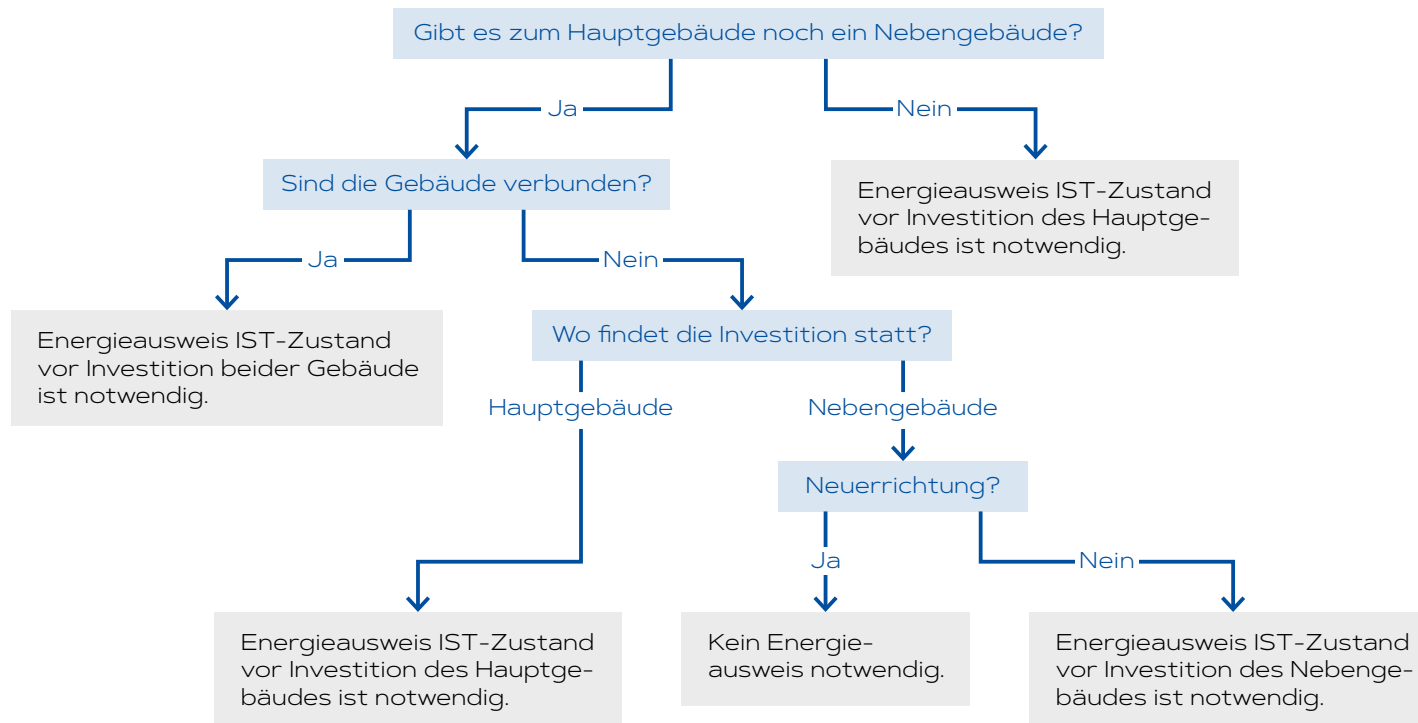 Gibt es zum Hauptgebäude noch ein Nebengebäude?
Ja
Nein
Sind die Gebäude verbunden?
Energieausweis IST-Zustand
vor Investition des Hauptge-
bäudes ist notwendig.
Ja
Nein
Energieausweis IST-Zustand
vor Investition beider Gebäude
ist notwendig.
Wo findet die Investition statt?
Hauptgebäude
Nebengebäude
Neuerrichtung?
Ja
Nein
Energieausweis IST-Zustand
vor Investition des Hauptge-
bäudes ist notwendig.
Kein Energie-
ausweis notwendig.
Energieausweis IST-Zustand
vor Investition des Nebenge-
bäudes ist notwendig.